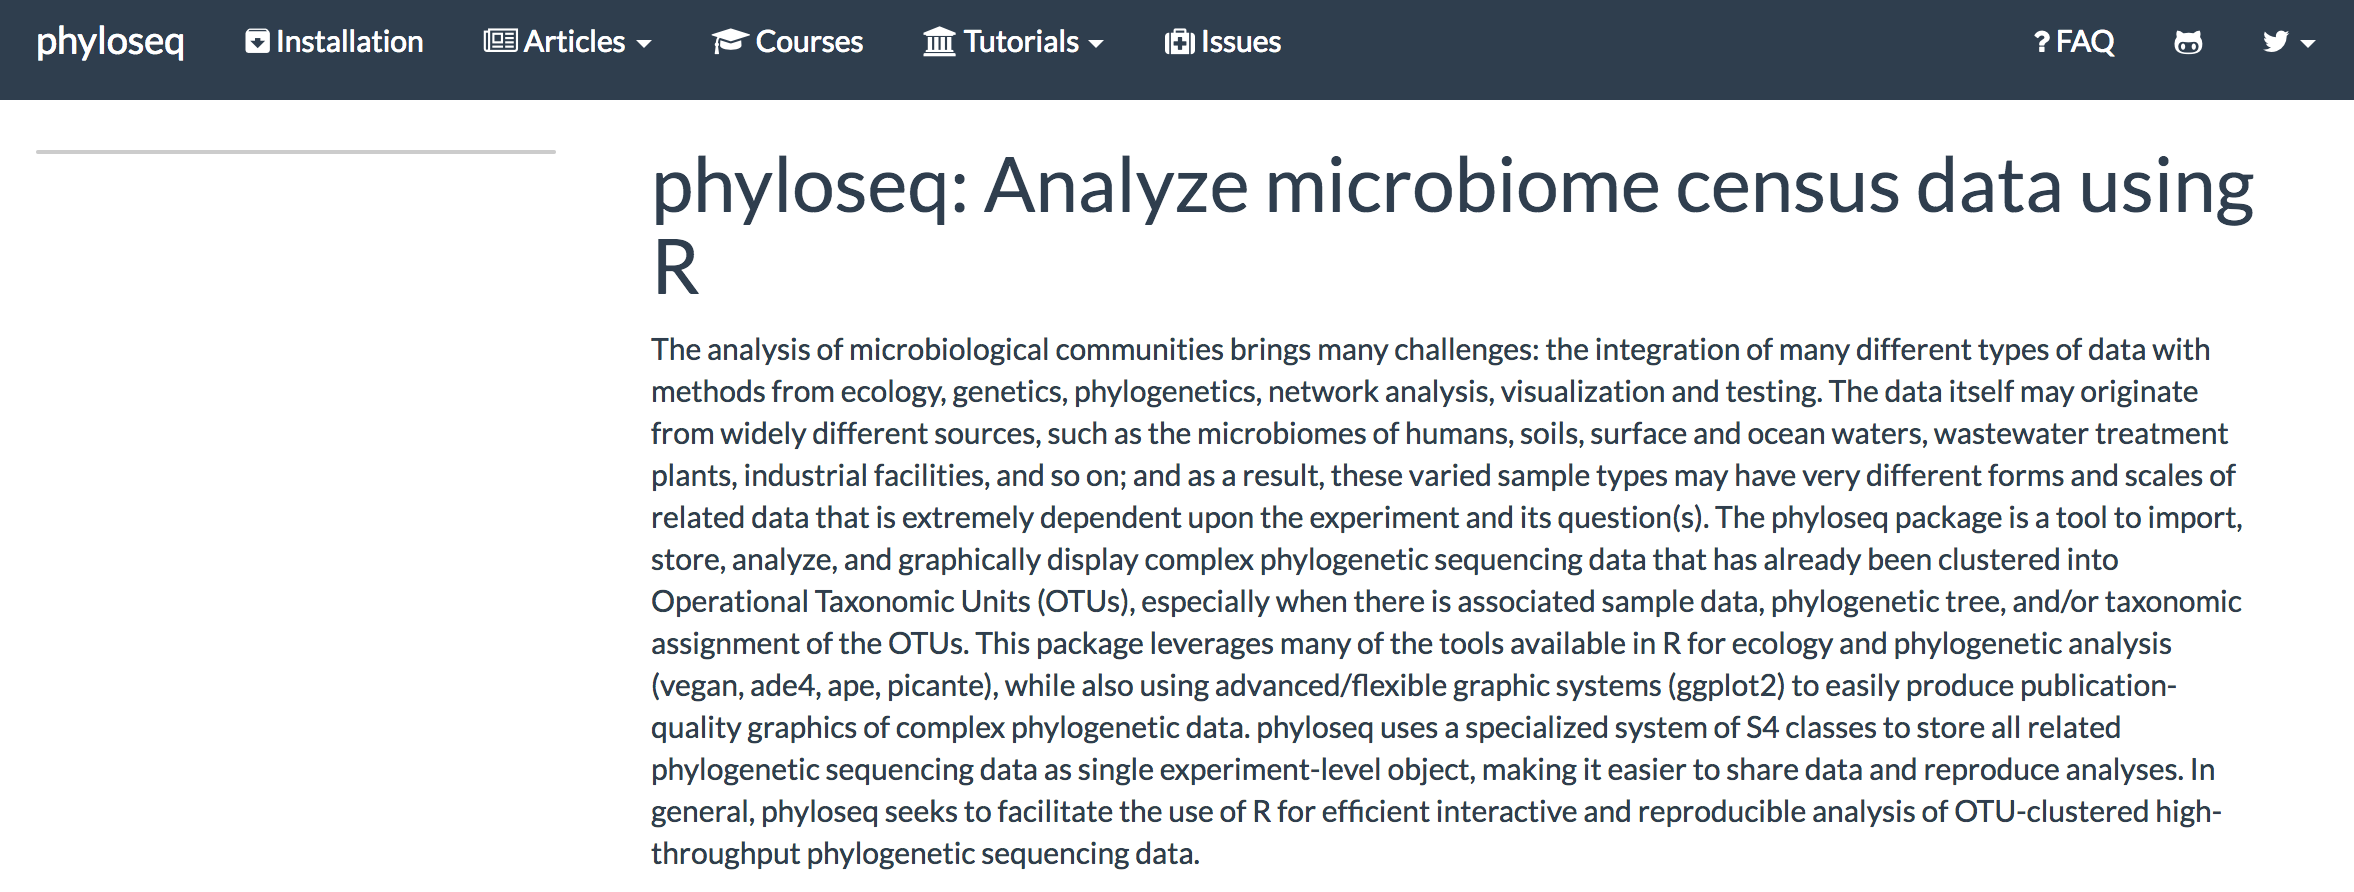 phyloseq Installation Articles Courses Tutorials Issues ? FAQ
phyloseq: Analyze microbiome census data using
R
The analysis of microbiological communities brings many challenges: the integration of many different types of data with
methods from ecology, genetics, phylogenetics, network analysis, visualization and testing. The data itself may originate
from widely different sources, such as the microbiomes of humans, soils, surface and ocean waters, wastewater treatment
plants, industrial facilities, and so on; and as a result, these varied sample types may have very different forms and scales of
related data that is extremely dependent upon the experiment and its question(s). The phyloseq package is a tool to import,
store, analyze, and graphically display complex phylogenetic sequencing data that has already been clustered into
Operational Taxonomic Units (OTUs), especially when there is associated sample data, phylogenetic tree, and/or taxonomic
assignment of the OTUs. This package leverages many of the tools available in R for ecology and phylogenetic analysis
(vegan, ade4, ape, picante), while also using advanced/flexible graphic systems (ggplot2) to easily produce publication-
quality graphics of complex phylogenetic data. phyloseq uses a specialized system of S4 classes to store all related
phylogenetic sequencing data as single experiment-level object, making it easier to share data and reproduce analyses. In
general, phyloseq seeks to facilitate the use of R for efficient interactive and reproducible analysis of OTU-clustered high-
throughput phylogenetic sequencing data.